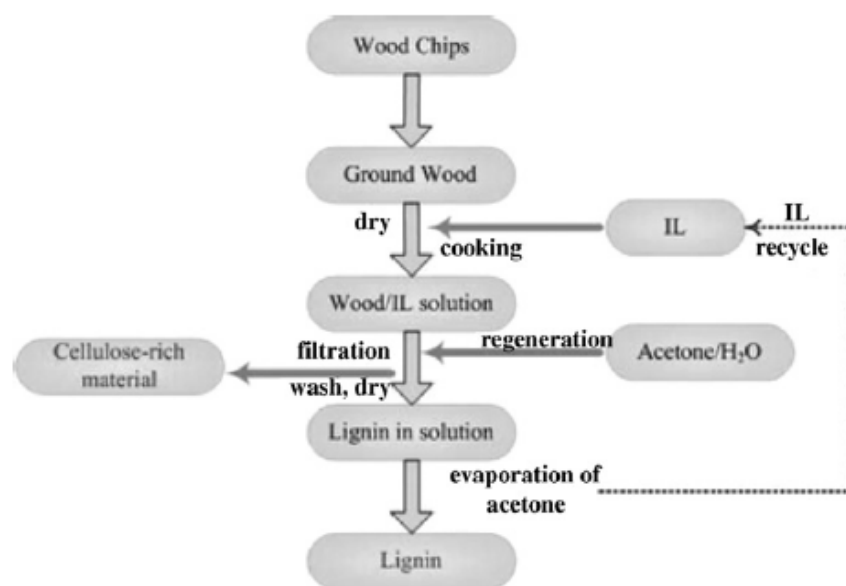 Wood Chips
Ground Wood
dry
cooking
IL
IL
recycle
Wood/IL solution
filtration
regeneration
Acetone/H₂O
Cellulose-rich
material
wash, dry
Lignin in solution
evaporation of
acetone
Lignin